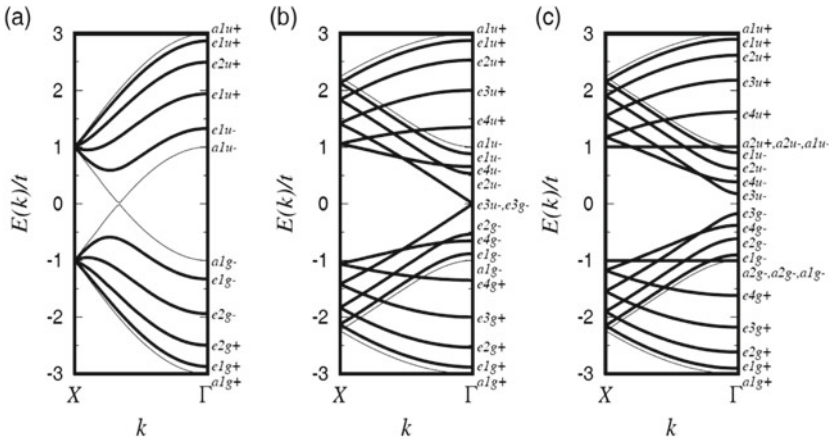 (a)
E(k)/t
3
2
1
0
-1
-2
-3
X
Γ
k
a1u+
e1u+
e2u+
e1u+
e1u-
a1u-
a1g-
e1g-
e2g-
e2g+
e1g+
a1g+
(b)
E(k)/t
3
2
1
0
-1
-2
-3
X
Γ
k
a1u+
e1u+
e2u+
e3u+
e4u+
a1u-
e1u-
e4u-
e2u-
e3u-,e3g-
e2g-
e4g-
e1g-
a1g-
e4g+
e3g+
e2g+
e1g+
a1g+
(c)
E(k)/t
3
2
1
0
-1
-2
-3
X
Γ
k
a1u+
e1u+
e2u+
e3u+
e4u+
a2u+,a2u-,a1u-
e1u-
e2u-
e4u-
e3u-
e3g-
e4g-
e2g-
e1g-
a2g-,a2g-,a1g-
e4g+
e3g+
e2g+
e1g+
a1g+